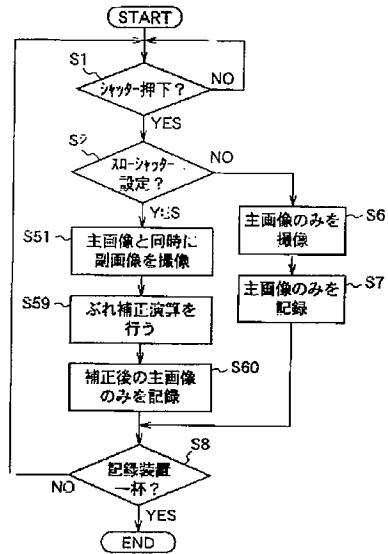 START
S1
シャッター押下?
NO
YES
S2
スローシャッター
設定?
NO
YES
S51
主画像と同時に
副画像を撮像
S6
主画像のみを
撮像
S59
ぶれ補正演算を
行う
S7
主画像のみを
記録
S60
補正後の主画像
のみを記録
S8
記録装置
一杯?
NO
YES
END